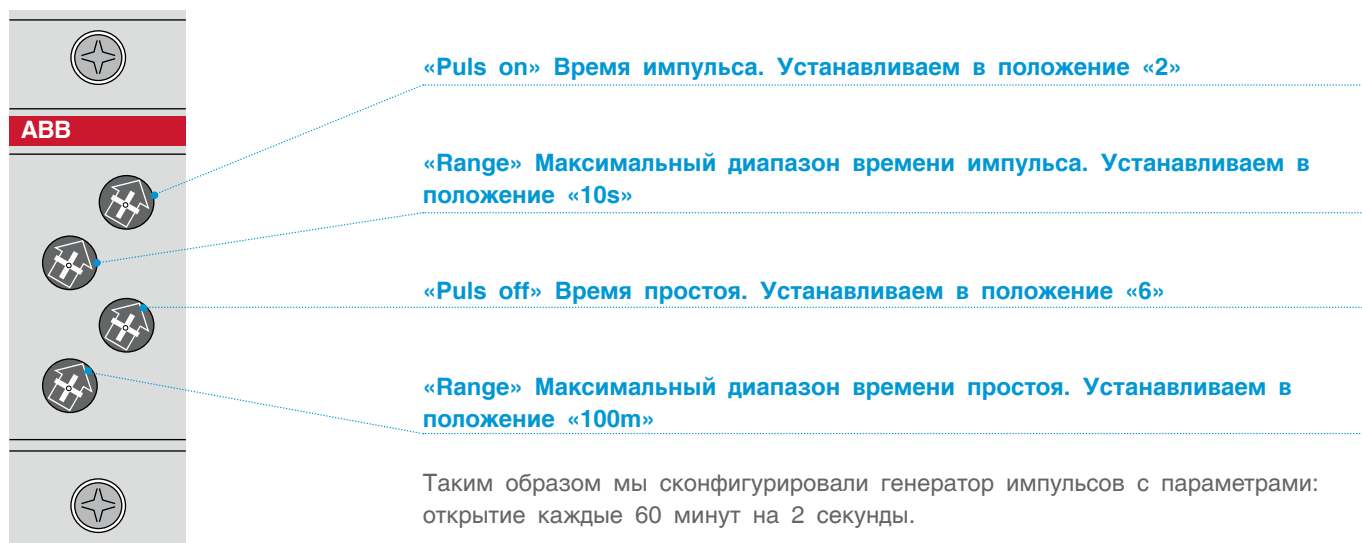 «Puls on» Время импульса. Устанавливаем в положение «2»
ABB
«Range» Максимальный диапазон времени импульса. Устанавливаем в
положение «10s»
«Puls off» Время простоя. Устанавливаем в положение «6»
«Range» Максимальный диапазон времени простоя. Устанавливаем в
положение «100m»
Таким образом мы сконфигурировали генератор импульсов с параметрами:
открытие каждые 60 минут на 2 секунды.